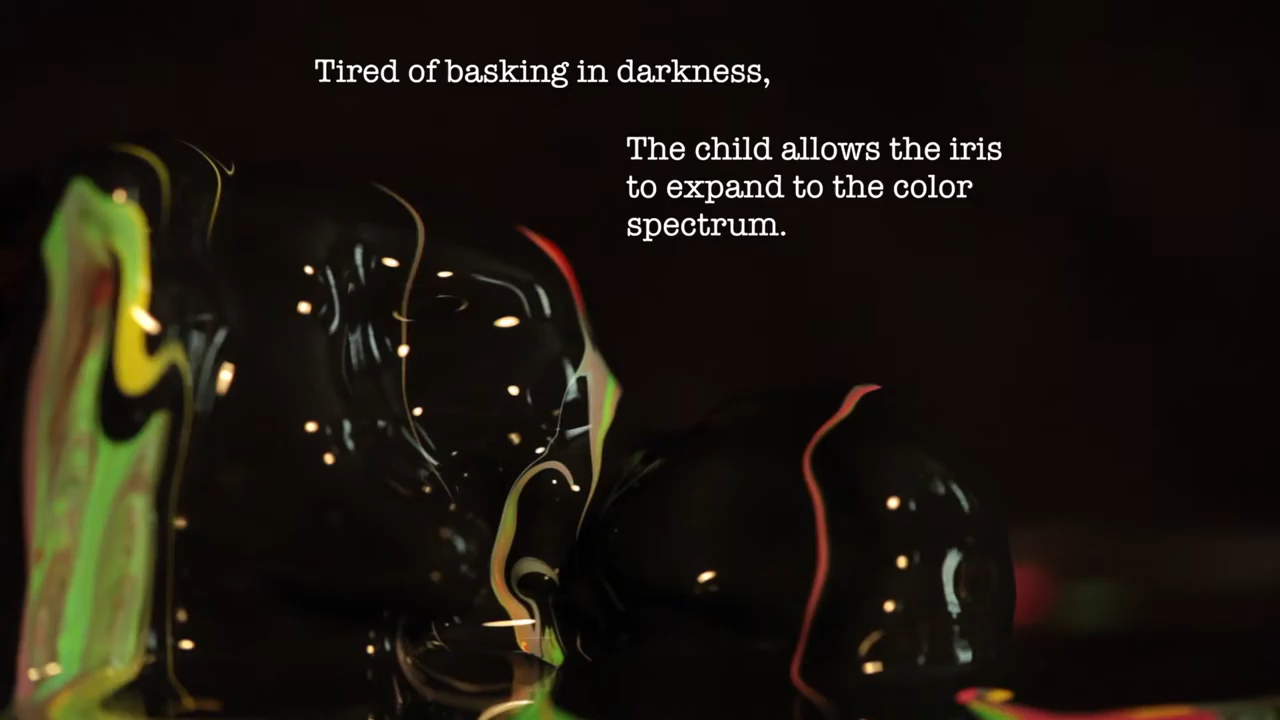 Tired of basking in darkness,
The child allows the iris
to expand to the color
spectrum.